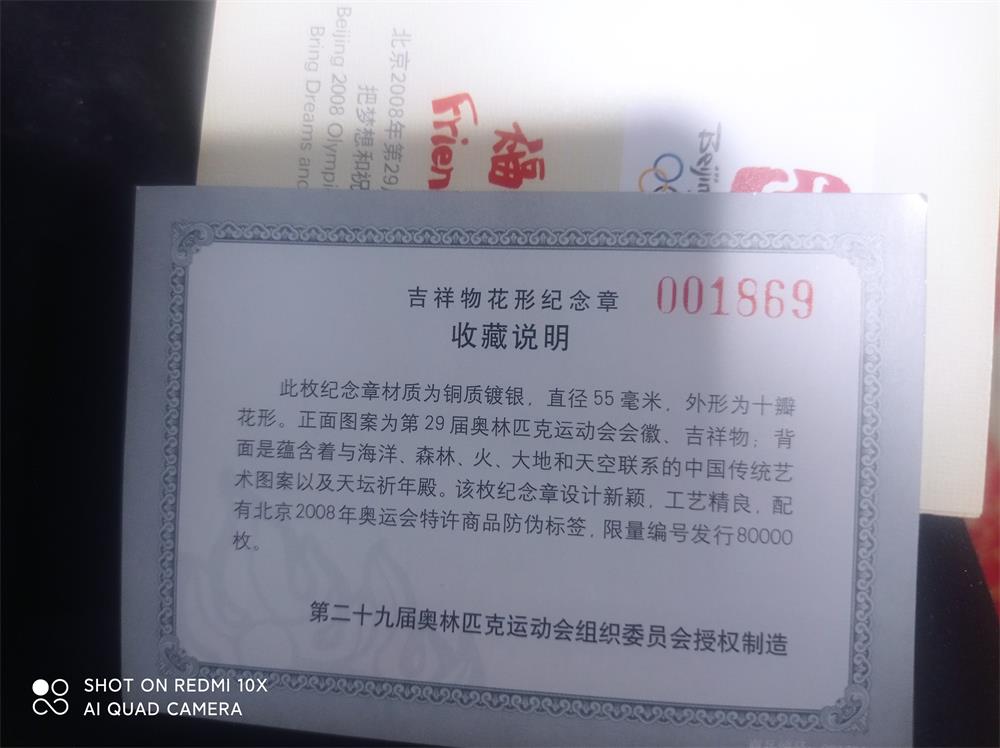 北京2008年第29
把梦想和祝
Beijing 2008 Olympi
Bring Dreams and
福
Frien
Beijin
吉祥物花形纪念章
001869
收藏说明
此枚纪念章材质为铜质镀银，直径55毫米，外形为十瓣
花形。正面图案为第29届奥林匹克运动会会徽、吉祥物；背
面是蕴含着与海洋、森林、火、大地和天空联系的中国传统艺
术图案以及天坛祈年殿。该枚纪念章设计新颖，工艺精良，配
有北京2008年奥运会特许商品防伪标签，限量编号发行80000
枚。
第二十九届奥林匹克运动会组织委员会授权制造
SHOT ON REDMI 10X
AI QUAD CAMERA